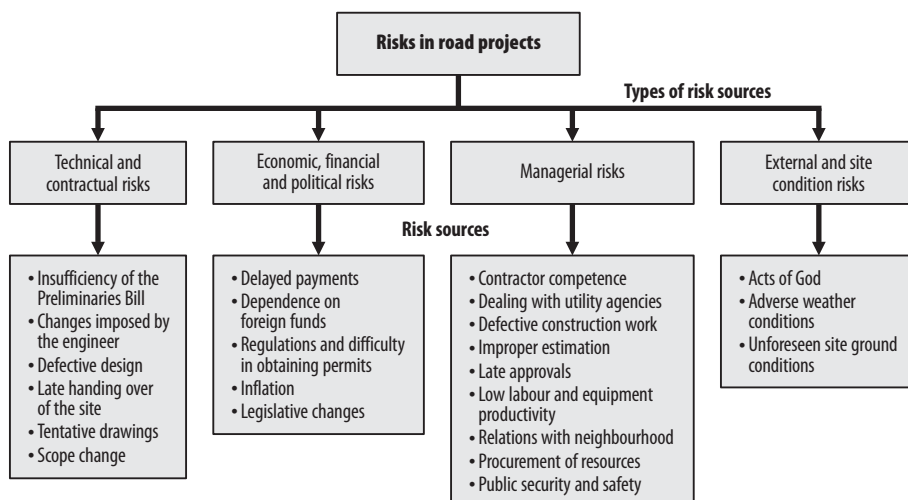 Risks in road projects
Types of risk sources
Technical and
contractual risks
Economic, financial
and political risks
Managerial risks
External and site
condition risks
Risk sources
• Insufficiency of the
Preliminaries Bill
• Changes imposed by
the engineer
• Defective design
• Late handing over
of the site
• Tentative drawings
• Scope change
• Delayed payments
• Dependence on
foreign funds
• Regulations and difficulty
in obtaining permits
• Inflation
• Legislative changes
• Contractor competence
• Dealing with utility agencies
• Defective construction work
• Improper estimation
• Late approvals
• Low labour and equipment
productivity
• Relations with neighbourhood
• Procurement of resources
• Public security and safety
• Acts of God
• Adverse weather
conditions
• Unforeseen site ground
conditions